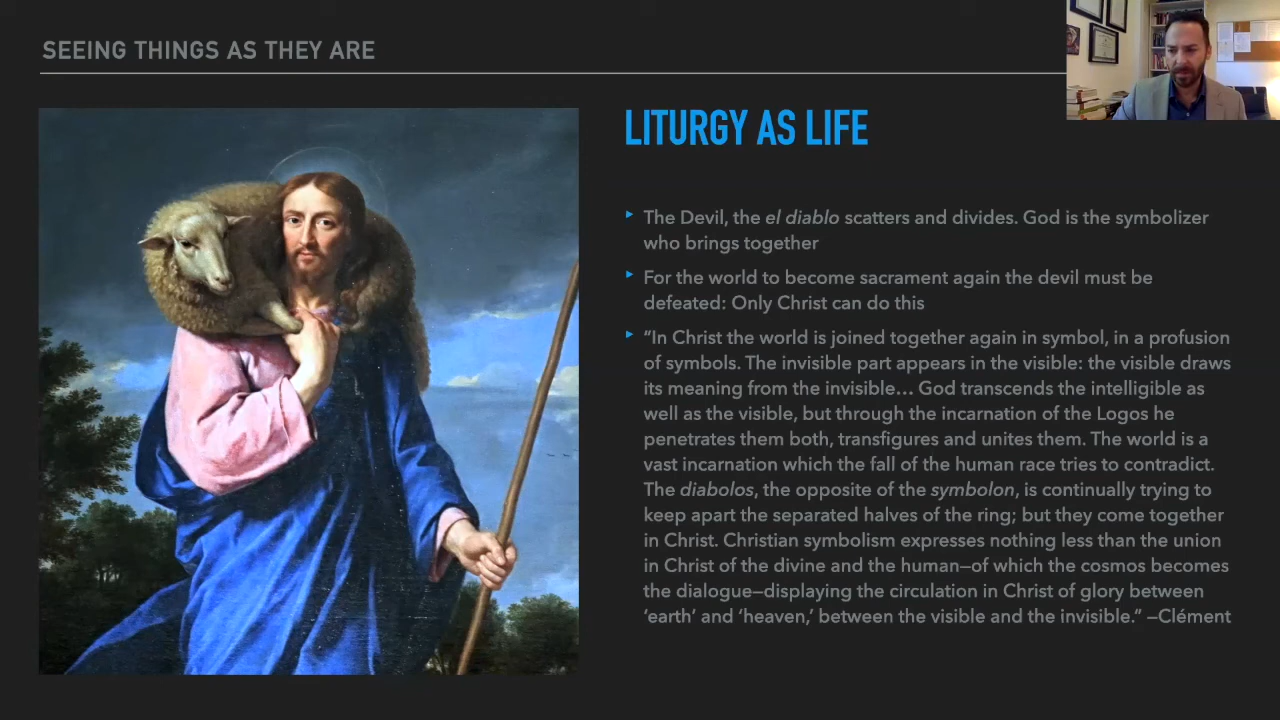 SEEING THINGS AS THEY ARE
LITURGY AS LIFE
The Devil, the el diablo scatters and divides. God is the symbolizer
who brings together
For the world to become sacrament again the devil must be
defeated: Only Christ can do this
“In Christ the world is joined together again in symbol, in a profusion
of symbols. The invisible part appears in the visible: the visible draws
its meaning from the invisible… God transcends the intelligible as
well as the visible, but through the incarnation of the Logos he
penetrates them both, transfigures and unites them. The world is a
vast incarnation which the fall of the human race tries to contradict.
The diabolos, the opposite of the symbolon, is continually trying to
keep apart the separated halves of the ring; but they come together
in Christ. Christian symbolism expresses nothing less than the union
in Christ of the divine and the human—of which the cosmos becomes
the dialogue—displaying the circulation in Christ of glory between
‘earth’ and ‘heaven,’ between the visible and the invisible.” —Clément